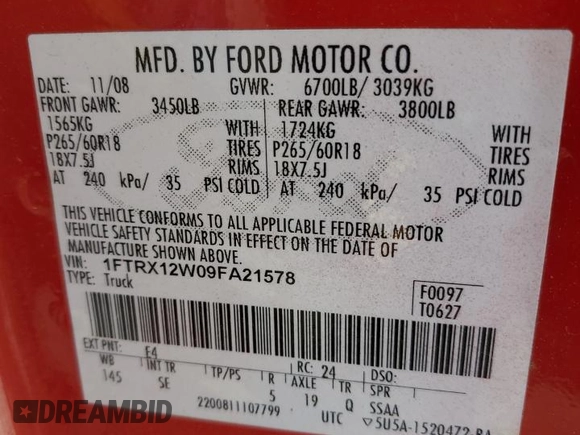 MFD. BY FORD MOTOR CO.
DATE: 11/08 GVWR: 6700LB/ 3039KG
FRONT GAWR: 3450LB REAR GAWR: 3800LB
1565KG WITH 1724KG WITH
P265/60R18 TIRES P265/60R18 TIRES
18X7.5J RIMS 18X7.5J RIMS
AT 240 kPa/ 35 PSI COLD AT 240 kPa/ 35 PSI COLD
THIS VEHICLE CONFORMS TO ALL APPLICABLE FEDERAL MOTOR
VEHICLE SAFETY STANDARDS IN EFFECT ON THE DATE OF
MANUFACTURE SHOWN ABOVE.
VIN: 1FTRX12W09FA21578
TYPE: Truck
F0097
T0627
EXT PNT: E4 RC: 24 DSO:
WB INT TR TP/PS R AXLE TR SPR
145 SE 5 19 Q SSAA
2200811107799 UTC ▽5U5A-1520472-BA
DREAMBID